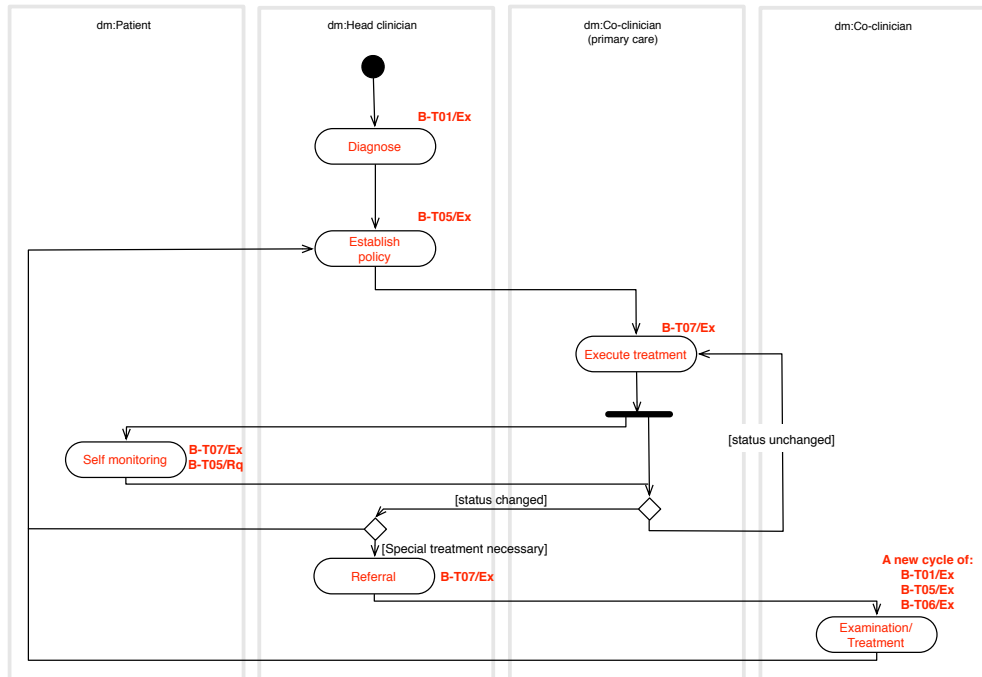 dm:Patient
dm:Head clinician
dm:Co-clinician
(primary care)
dm:Co-clinician
B-T01/Ex
Diagnose
B-T05/Ex
Establish
policy
B-T07/Ex
Execute treatment
[status unchanged]
Self monitoring
B-T07/Ex
B-T05/Rq
[status changed]
[Special treatment necessary]
Referral
B-T07/Ex
A new cycle of:
B-T01/Ex
B-T05/Ex
B-T06/Ex
Examination/
Treatment